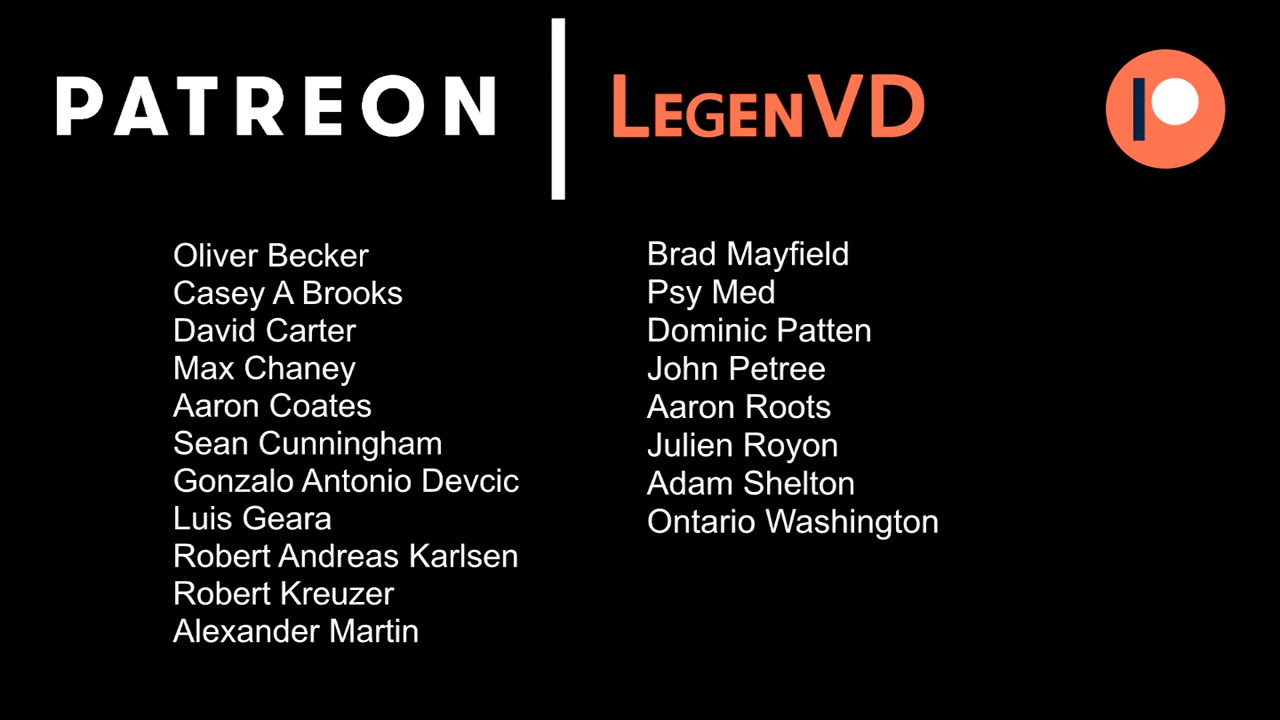 PATREON
LEGENVD
Oliver Becker
Casey A Brooks
David Carter
Max Chaney
Aaron Coates
Sean Cunningham
Gonzalo Antonio Devcic
Luis Geara
Robert Andreas Karlsen
Robert Kreuzer
Alexander Martin
Brad Mayfield
Psy Med
Dominic Patten
John Petree
Aaron Roots
Julien Royon
Adam Shelton
Ontario Washington